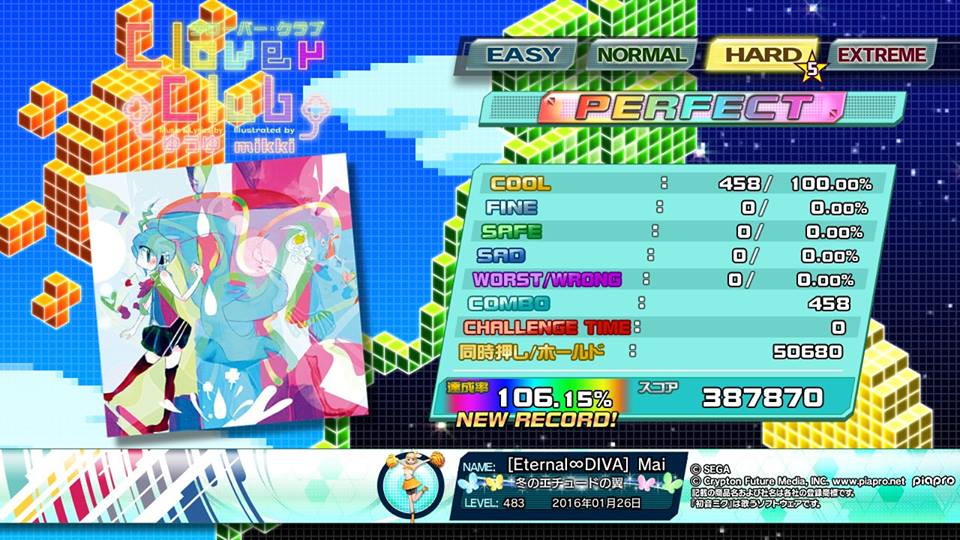 クローバー・クラブ
Clover
Club
Music & Lyrics by Illustrated by
ゆうゆ mikki
EASY NORMAL HARD 5 EXTREME
PERFECT
COOL : 458/ 100.00%
FINE : 0/ 0.00%
SAFE : 0/ 0.00%
SAD : 0/ 0.00%
WORST/WRONG : 0/ 0.00%
COMBO : 458
CHALLENGE TIME : 0
同時押し/ホールド : 50680
達成率 106.15% スコア 387870
NEW RECORD!
NAME: [Eternal∞DIVA] Mai
冬のエチュードの翼
LEVEL: 483 2016年01月26日
© SEGA
© Crypton Future Media, INC. www.piapro.net piapro
記載の商品名および社名は各社の登録商標です。
「初音ミク」は歌うソフトウェアです。